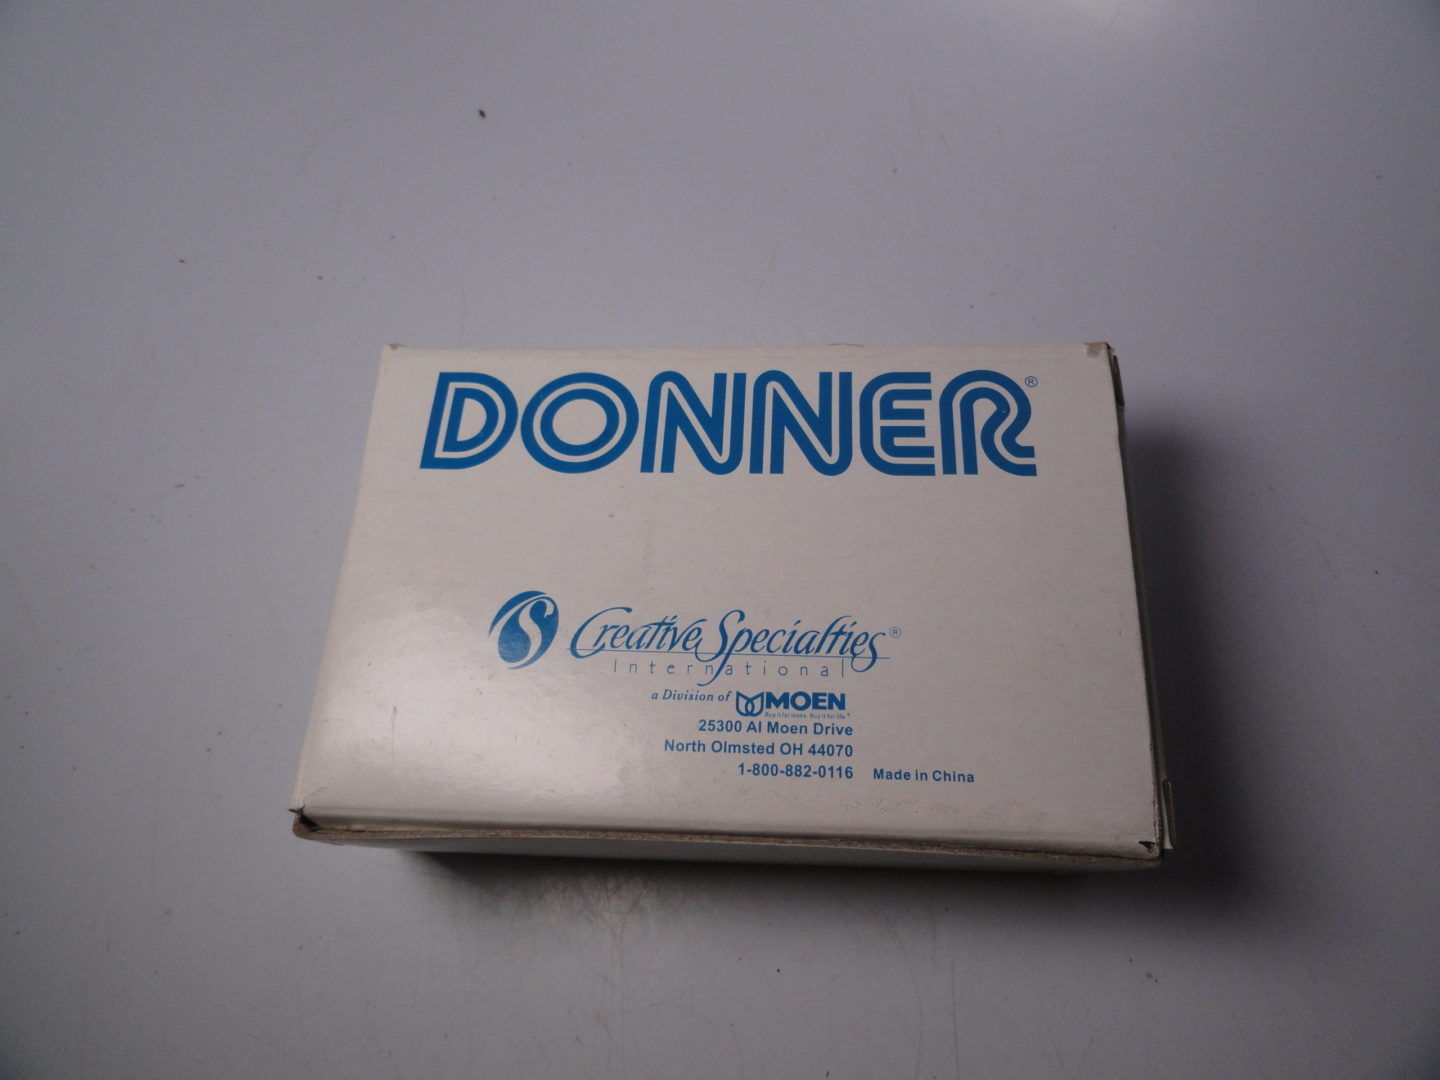 DONNER®
Creative Specialties®
International
a Division of MOEN
Buy it for looks. Buy it for life.™
25300 Al Moen Drive
North Olmsted OH 44070
1-800-882-0116 Made in China